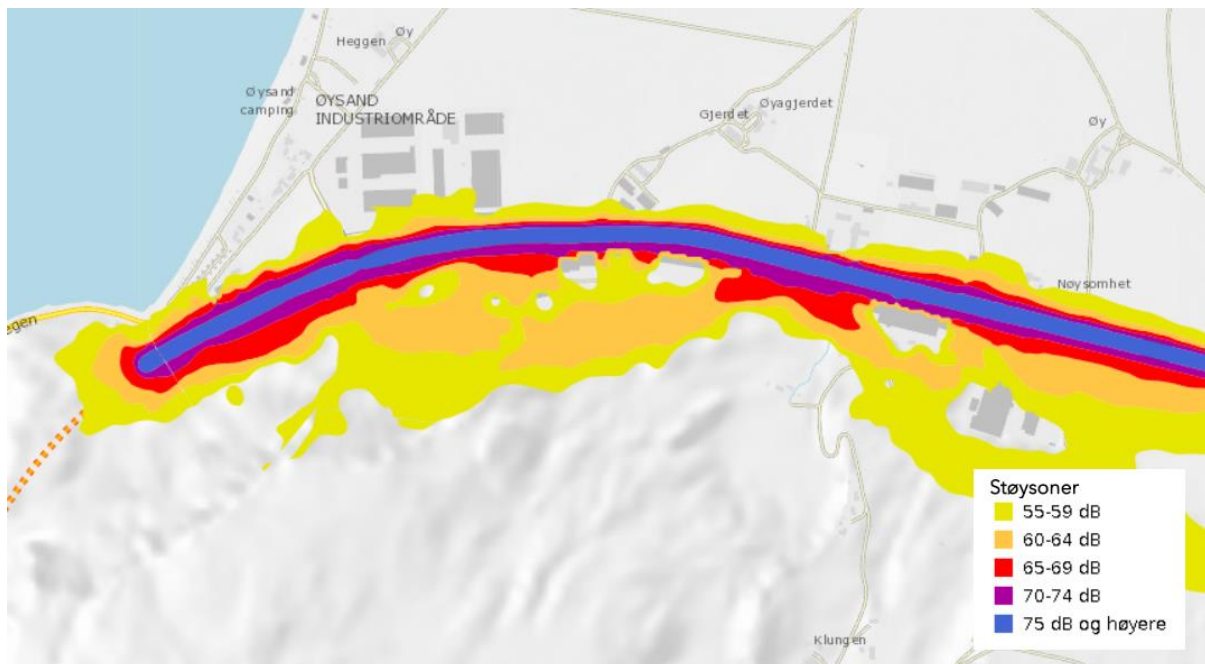 Heggen
Øy
Øysand
camping
ØYSAND
INDUSTRIOMRÅDE
Gjerdet
Øyagjerdet
Øy
Nøysomhet
egen
Klungen
Støysoner
55-59 dB
60-64 dB
65-69 dB
70-74 dB
75 dB og høyere